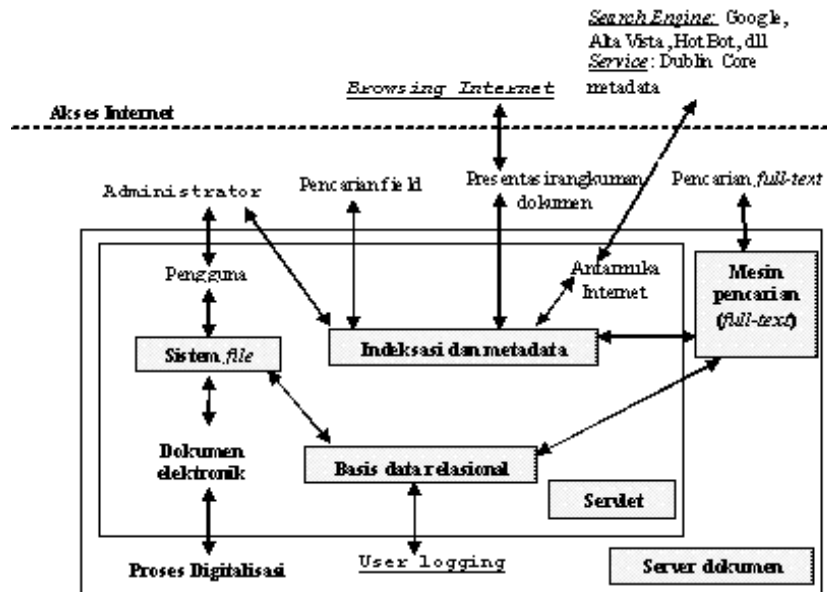 Search Engine: Google,
Alta Vista, Hot Bot, dll
Service: Dublin Core
metadata
Browsing Internet
Akses Internet
Administrator
Pencarian field
Presentasi rangkuman
dokumen
Pencarian full-text
Pengguna
Antarmuka
Internet
Mesin
pencarian
(full-text)
Sistem file
Indeksasi dan metadata
Dokumen
elektronik
Basis data relasional
Servlet
Proses Digitalisasi
User logging
Server dokumen